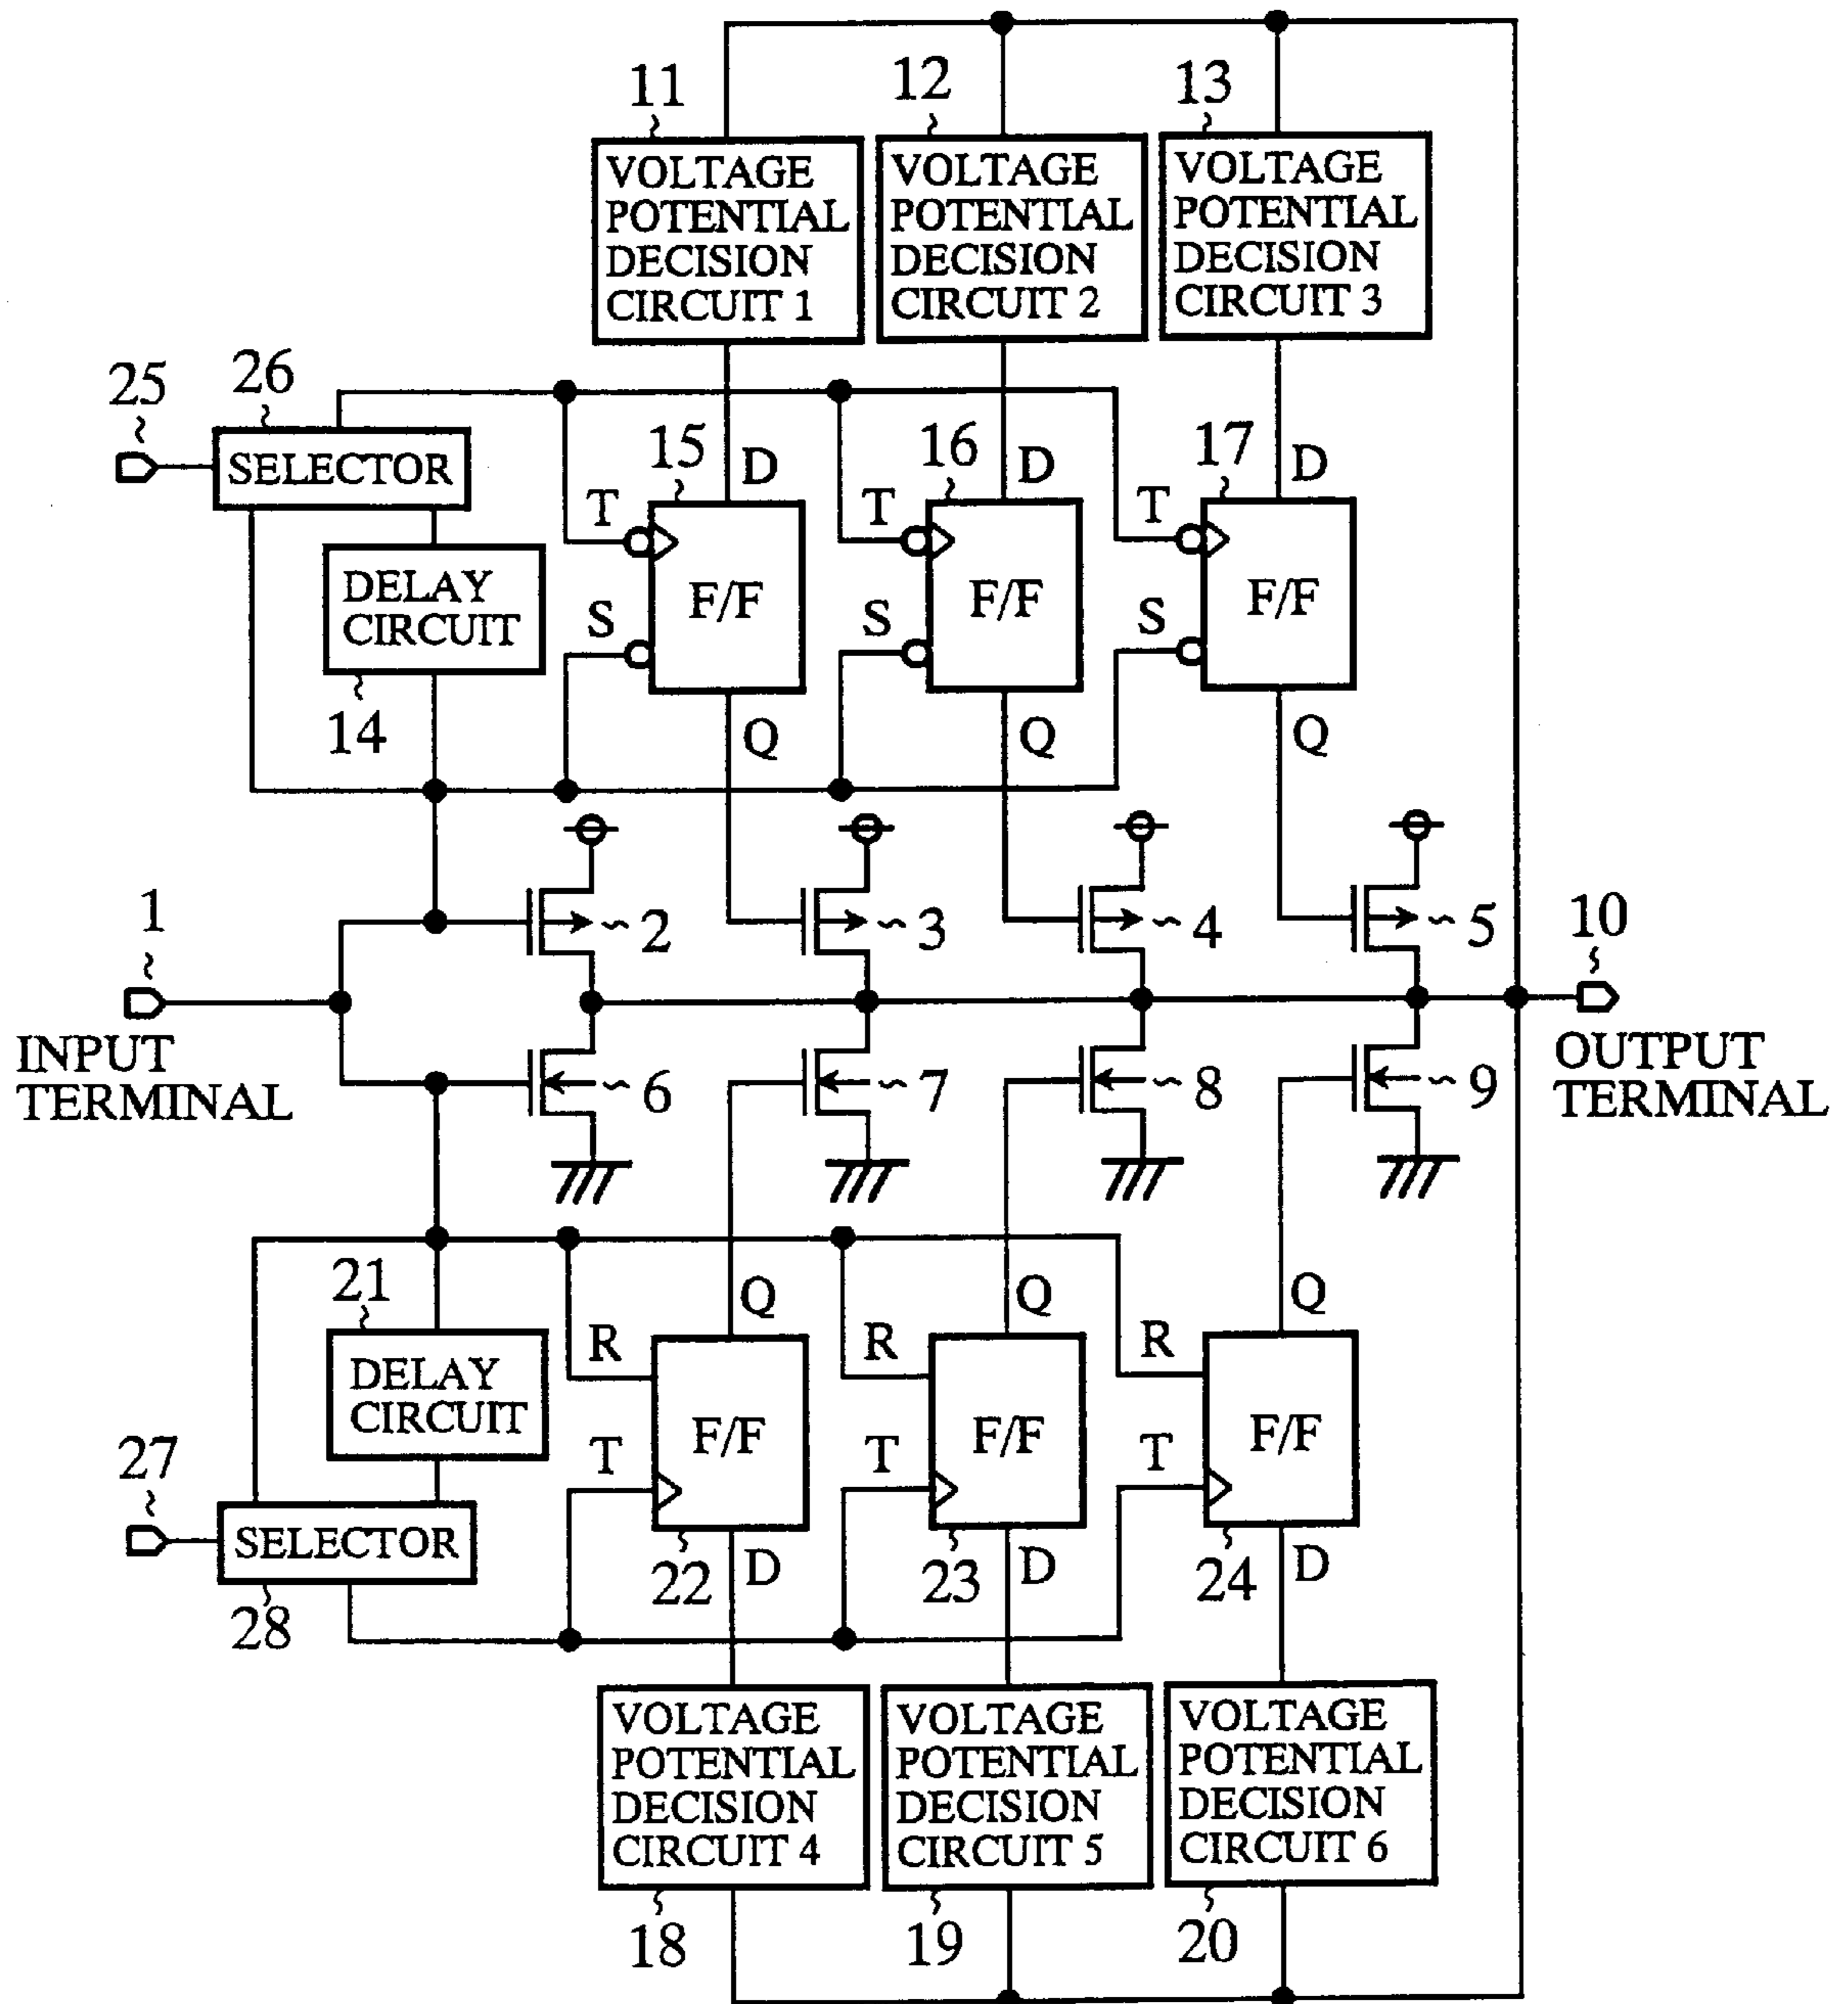 11
12
13
VOLTAGE
POTENTIAL
DECISION
CIRCUIT 1
VOLTAGE
POTENTIAL
DECISION
CIRCUIT 2
VOLTAGE
POTENTIAL
DECISION
CIRCUIT 3
25
26
SELECTOR
15
D
16
D
17
D
T
T
T
DELAY
CIRCUIT
F/F
F/F
F/F
S
S
S
14
Q
Q
Q
1
2
3
4
5
10
INPUT
TERMINAL
OUTPUT
TERMINAL
6
7
8
9
21
Q
Q
Q
R
R
R
DELAY
CIRCUIT
F/F
F/F
F/F
27
T
T
T
SELECTOR
28
22
D
23
D
24
D
VOLTAGE
POTENTIAL
DECISION
CIRCUIT 4
VOLTAGE
POTENTIAL
DECISION
CIRCUIT 5
VOLTAGE
POTENTIAL
DECISION
CIRCUIT 6
18
19
20